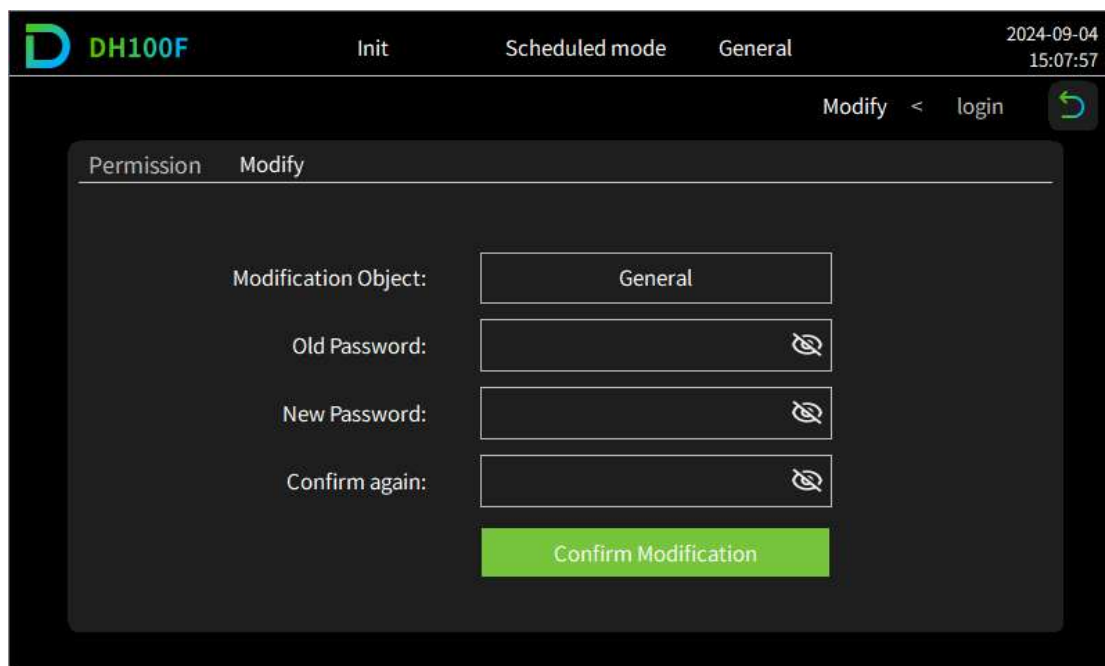 DH100F Init Scheduled mode General 2024-09-04
15:07:57
Modify < login
Permission Modify
Modification Object: General
Old Password:
New Password:
Confirm again:
Confirm Modification